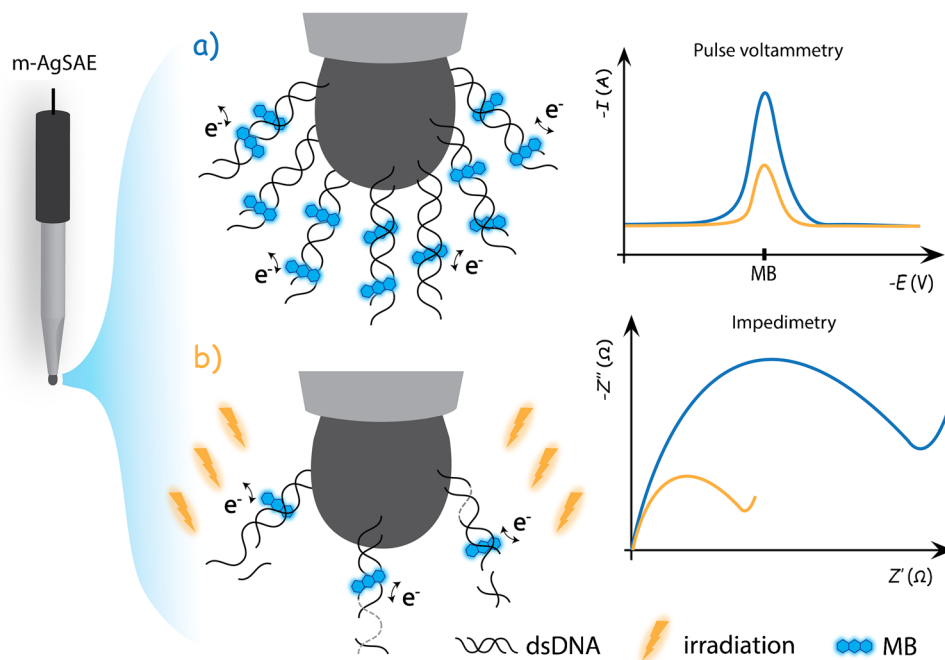 m-AgSAE
a)
e-
e-
e-
e-
Pulse voltammetry
-I (A)
MB
-E (V)
b)
e-
e-
e-
Impedimetry
-Z'' (Ω)
Z' (Ω)
dsDNA
irradiation
MB